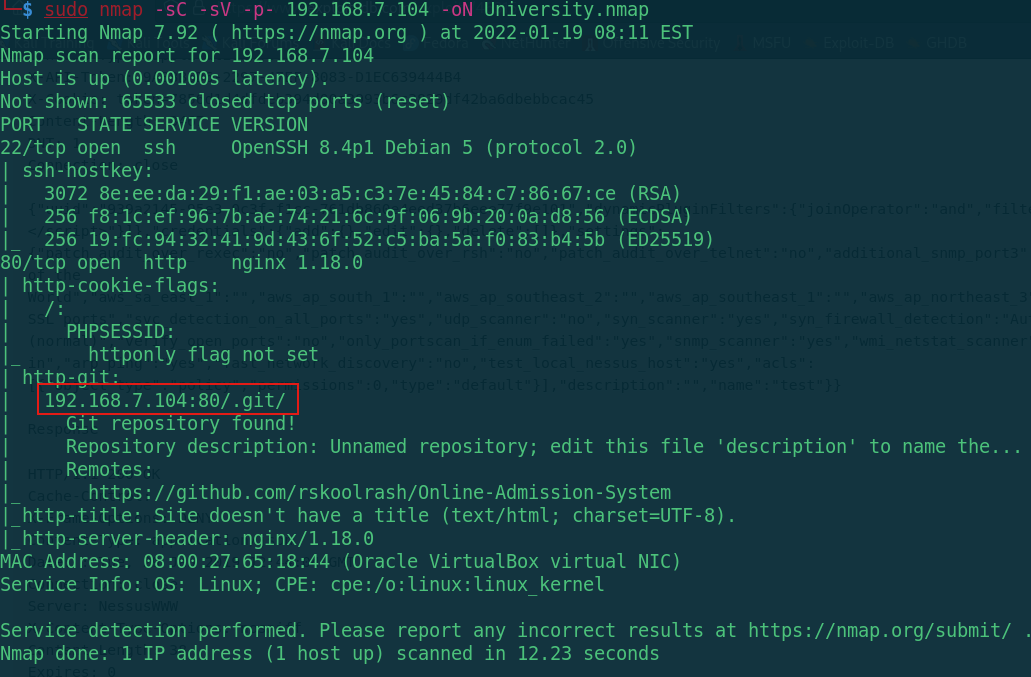 └─$ sudo nmap -sC -sV -p- 192.168.7.104 -oN University.nmap
Starting Nmap 7.92 ( https://nmap.org ) at 2022-01-19 08:11 EST
Nmap scan report for 192.168.7.104
Host is up (0.00100s latency).
Not shown: 65533 closed tcp ports (reset)
PORT   STATE SERVICE VERSION
22/tcp open  ssh     OpenSSH 8.4p1 Debian 5 (protocol 2.0)
| ssh-hostkey:
|   3072 8e:ee:da:29:f1:ae:03:a5:c3:7e:45:84:c7:86:67:ce (RSA)
|   256 f8:1c:ef:96:7b:ae:74:21:6c:9f:06:9b:20:0a:d8:56 (ECDSA)
|_  256 19:fc:94:32:41:9d:43:6f:52:c5:ba:5a:f0:83:b4:5b (ED25519)
80/tcp open  http    nginx 1.18.0
| http-cookie-flags:
|   /:
|     PHPSESSID:
|_      httponly flag not set
| http-git:
|   192.168.7.104:80/.git/
|     Git repository found!
|     Repository description: Unnamed repository; edit this file 'description' to name the...
|     Remotes:
|_      https://github.com/rskoolrash/Online-Admission-System
|_http-title: Site doesn't have a title (text/html; charset=UTF-8).
|_http-server-header: nginx/1.18.0
MAC Address: 08:00:27:65:18:44 (Oracle VirtualBox virtual NIC)
Service Info: OS: Linux; CPE: cpe:/o:linux:linux_kernel
Service detection performed. Please report any incorrect results at https://nmap.org/submit/ .
Nmap done: 1 IP address (1 host up) scanned in 12.23 seconds